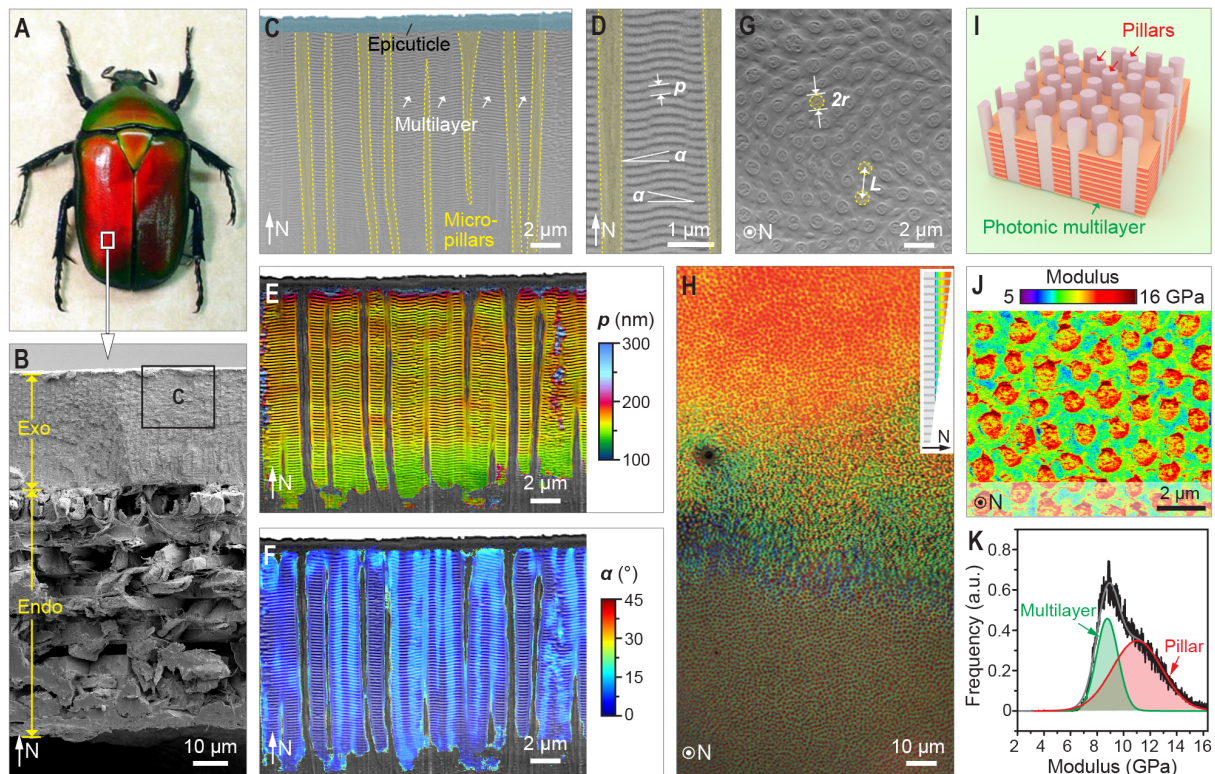 A
B
C
Exo
Endo
N
10 µm
C
Epicuticle
Multilayer
Micro-
pillars
N
2 µm
D
p
α
α
N
1 µm
G
2r
L
N
2 µm
I
Pillars
Photonic multilayer
E
N
2 µm
p (nm)
300
200
100
F
N
2 µm
α (°)
45
30
15
0
H
N
N
10 µm
J
Modulus
5 16 GPa
N
2 µm
K
Frequency (a.u.)
0.8
0.6
0.4
0.2
0
Multilayer
Pillar
2 4 6 8 10 12 14 16
Modulus (GPa)